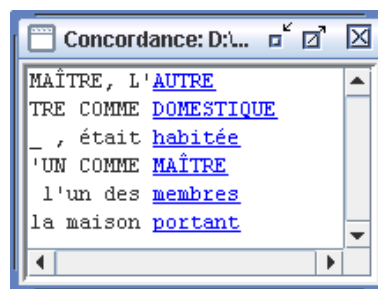 Concordance: D:\...
MAÎTRE, L'AUTRE
TRE COMME DOMESTIQUE
_ , était habitée
'UN COMME MAÎTRE
l'un des membres
la maison portant